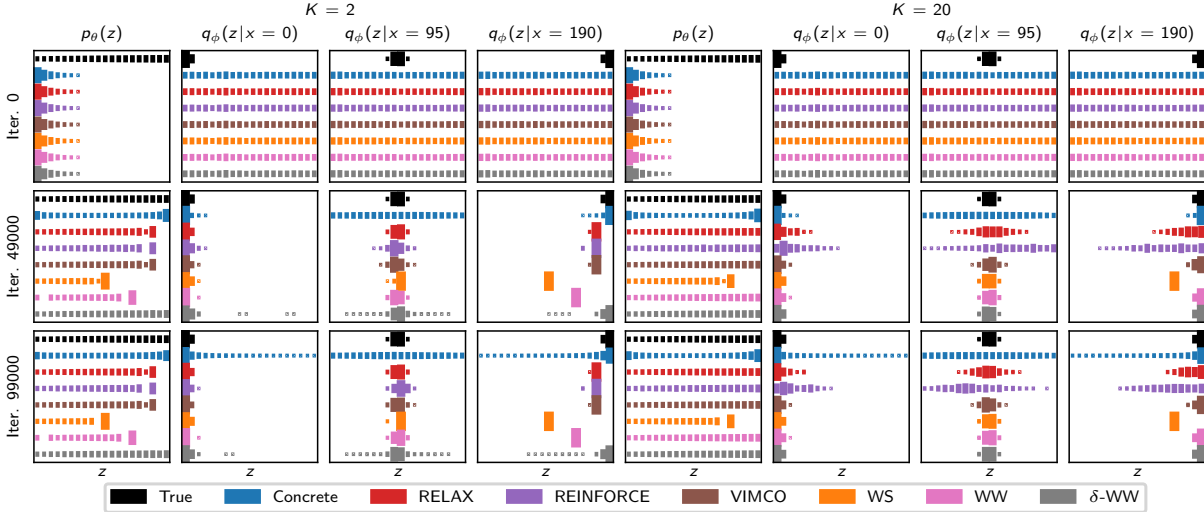 K = 2
K = 20
pθ(z)
qϕ(z|x = 0)
qϕ(z|x = 95)
qϕ(z|x = 190)
pθ(z)
qϕ(z|x = 0)
qϕ(z|x = 95)
qϕ(z|x = 190)
Iter. 0
Iter. 49000
Iter. 99000
z
z
z
z
z
z
z
z
True
Concrete
RELAX
REINFORCE
VIMCO
WS
WW
δ-WW